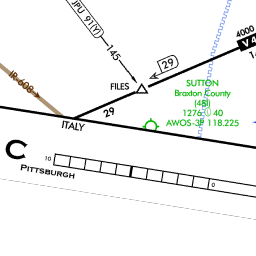 JPU 91(Y)
145
4000
V4
29
IR-608
FILES
SUTTON
Braxton County
(48I)
1276 40
AWOS-3P 118.225
29
ITALY
C
10
0
PITTSBURGH